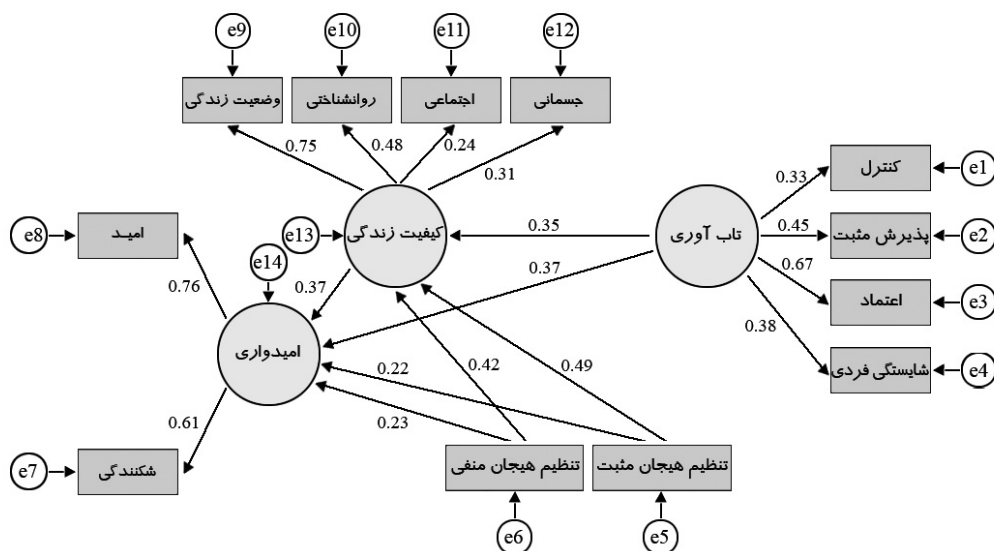 e9
e10
e11
e12
وضعیت زندگی
روانشناختی
اجتماعی
جسمانی
0.75
0.48
0.24
0.31
کنترل
e1
0.33
e8
امیـد
e13
کیفیت زندگی
0.35
تاب آوری
0.45
پذیرش مثبت
e2
e14
0.37
0.37
0.67
0.76
اعتماد
e3
0.38
امیدواری
0.22
0.42
0.49
شایستگی فردی
e4
0.61
0.23
e7
شکنندگی
تنظیم هیجان منفی
تنظیم هیجان مثبت
e6
e5